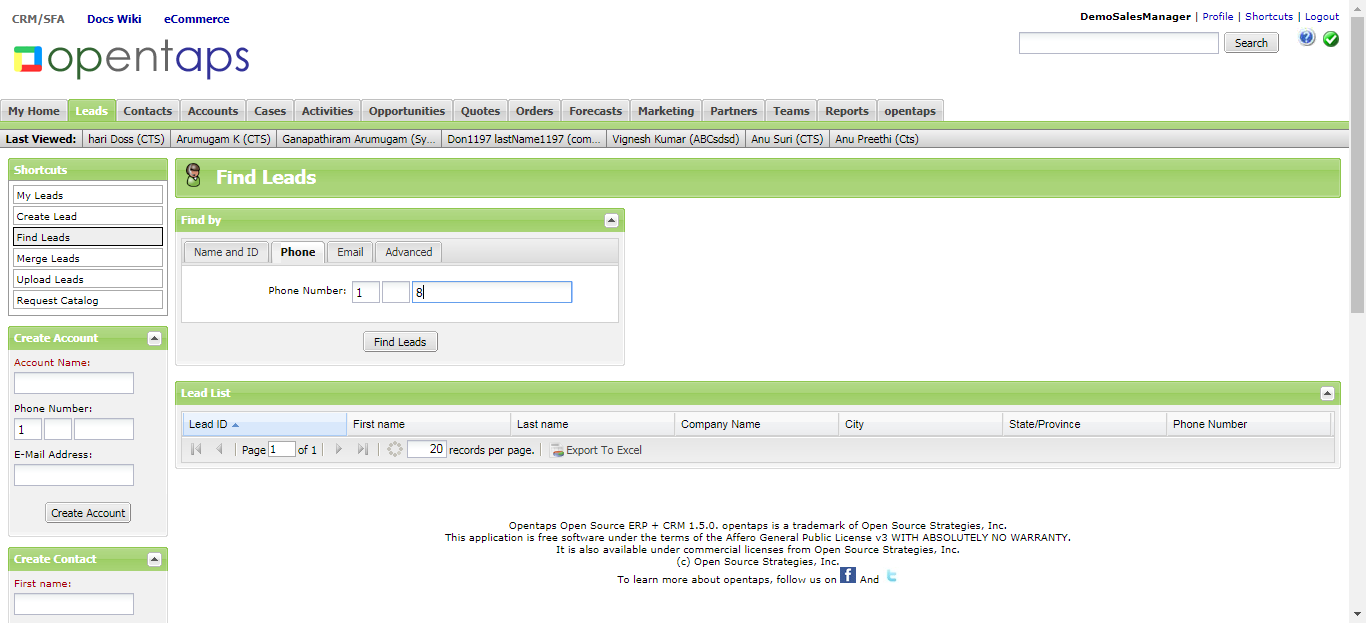 CRM/SFA Docs Wiki eCommerce
DemoSalesManager | Profile | Shortcuts | Logout
opentaps
Search
?
My Home Leads Contacts Accounts Cases Activities Opportunities Quotes Orders Forecasts Marketing Partners Teams Reports opentaps
Last Viewed: hari Doss (CTS) Arumugam K (CTS) Ganapathiram Arumugam (Sy... Don1197 lastName1197 (com... Vignesh Kumar (ABCsdsd) Anu Suri (CTS) Anu Preethi (Cts)
Shortcuts
My Leads
Create Lead
Find Leads
Merge Leads
Upload Leads
Request Catalog
Create Account
Account Name:
Phone Number:
1
E-Mail Address:
Create Account
Create Contact
First name:
Find Leads
Find by
Name and ID Phone Email Advanced
Phone Number: 1 8
Find Leads
Lead List
Lead ID First name Last name Company Name City State/Province Phone Number
Page 1 of 1 20 records per page. Export To Excel
Opentaps Open Source ERP + CRM 1.5.0. opentaps is a trademark of Open Source Strategies, Inc.
This application is free software under the terms of the Affero General Public License v3 WITH ABSOLUTELY NO WARRANTY.
It is also available under commercial licenses from Open Source Strategies, Inc.
(c) Open Source Strategies, Inc.
To learn more about opentaps, follow us on f And t